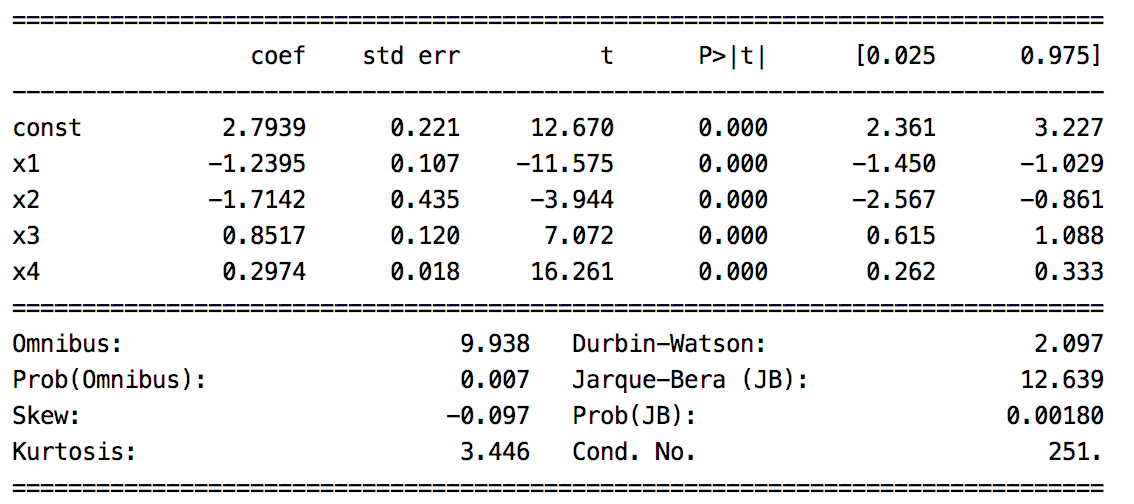 coef std err t P>|t| [0.025 0.975]
const 2.7939 0.221 12.670 0.000 2.361 3.227
x1 -1.2395 0.107 -11.575 0.000 -1.450 -1.029
x2 -1.7142 0.435 -3.944 0.000 -2.567 -0.861
x3 0.8517 0.120 7.072 0.000 0.615 1.088
x4 0.2974 0.018 16.261 0.000 0.262 0.333
Omnibus: 9.938 Durbin-Watson: 2.097
Prob(Omnibus): 0.007 Jarque-Bera (JB): 12.639
Skew: -0.097 Prob(JB): 0.00180
Kurtosis: 3.446 Cond. No. 251.